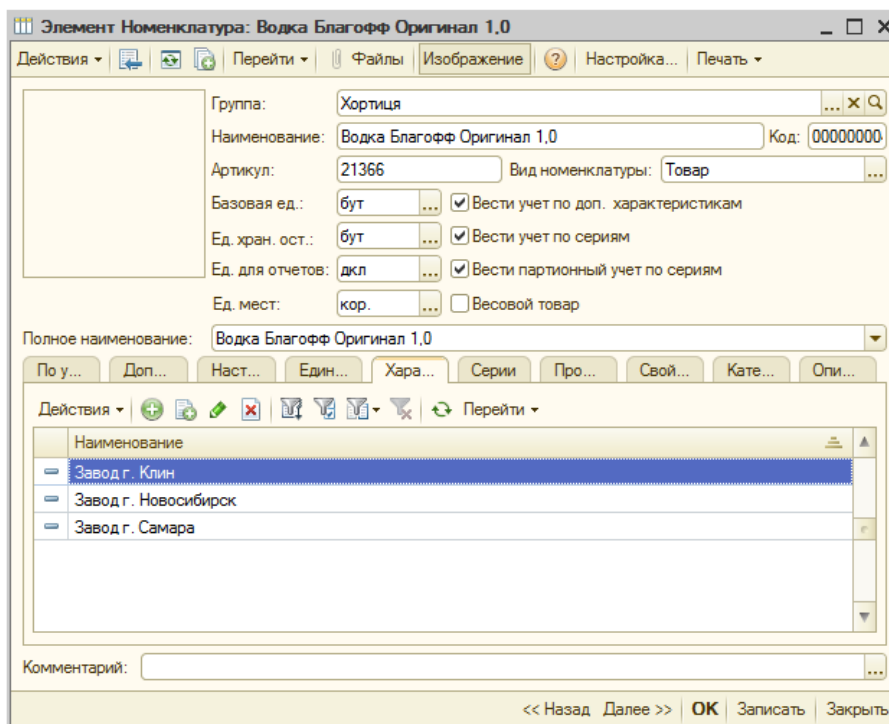 Элемент Номенклатура: Водка Благофф Оригинал 1,0
Действия Перейти Файлы Изображение ? Настройка... Печать
Группа: Хортиця ...
Наименование: Водка Благофф Оригинал 1,0 Код: 00000000
Артикул: 21366 Вид номенклатуры: Товар ...
Базовая ед.: бут ... Вести учет по доп. характеристикам
Ед. хран. ост.: бут ... Вести учет по сериям
Ед. для отчетов: дкл ... Вести партионный учет по сериям
Ед. мест: кор. ... Весовой товар
Полное наименование: Водка Благофф Оригинал 1,0
По у... Доп... Наст... Един... Хара... Серии Про... Свой... Кате... Опи...
Действия Перейти
Наименование
Завод г. Клин
Завод г. Новосибирск
Завод г. Самара
Комментарий: ...
<< Назад Далее >> OK Записать Закрыть